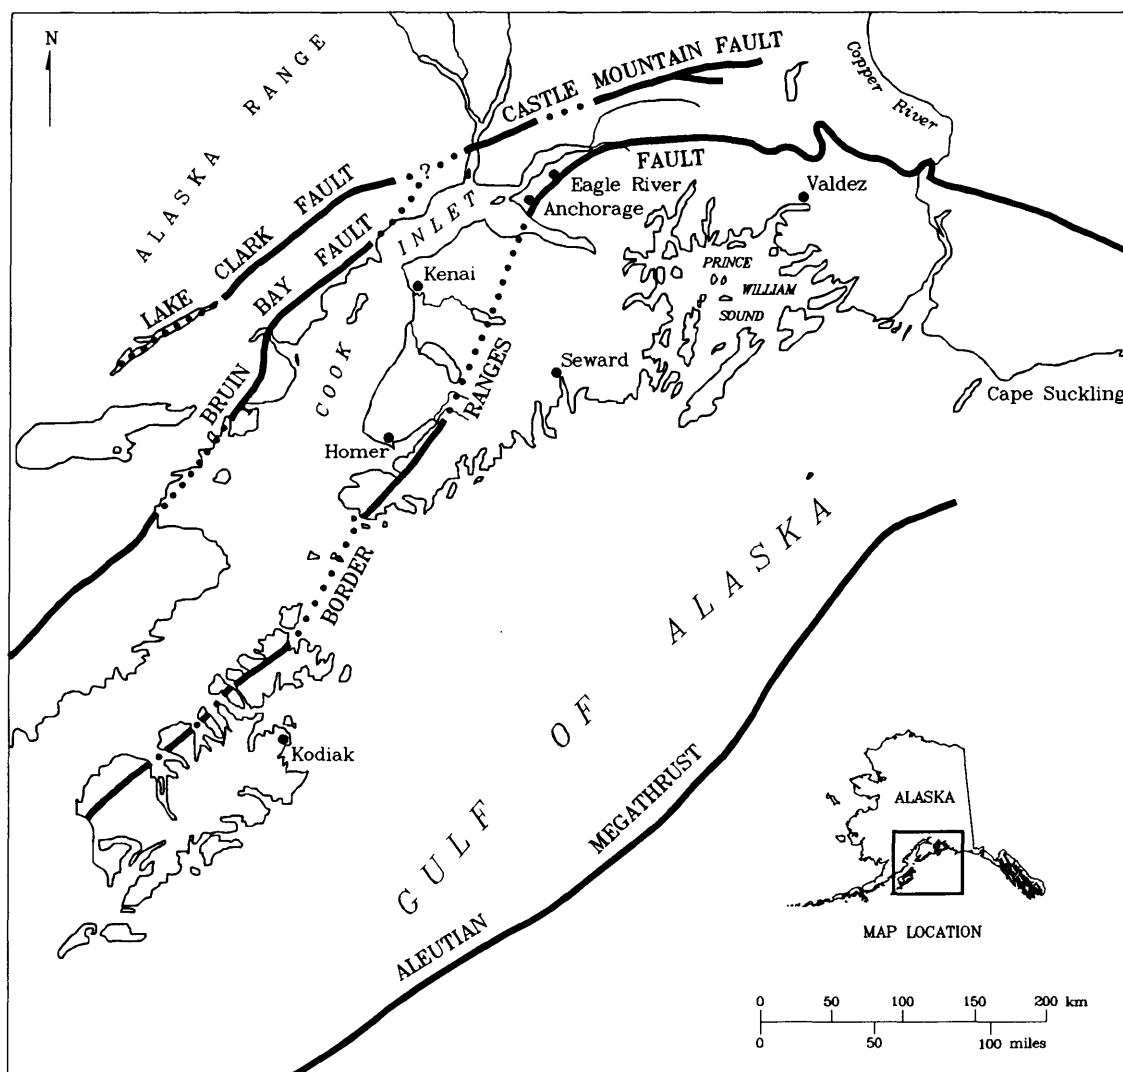 N
ALASKA RANGE
CASTLE MOUNTAIN FAULT
Copper
River
LAKE CLARK FAULT
?
FAULT
Eagle River
Anchorage
Valdez
BRUIN BAY FAULT
COOK INLET
Kenai
PRINCE
WILLIAM
SOUND
Seward
Cape Suckling
Homer
BORDER RANGES
Kodiak
GULF OF ALASKA
ALEUTIAN MEGATHRUST
ALASKA
MAP LOCATION
0 50 100 150 200 km
0 50 100 miles